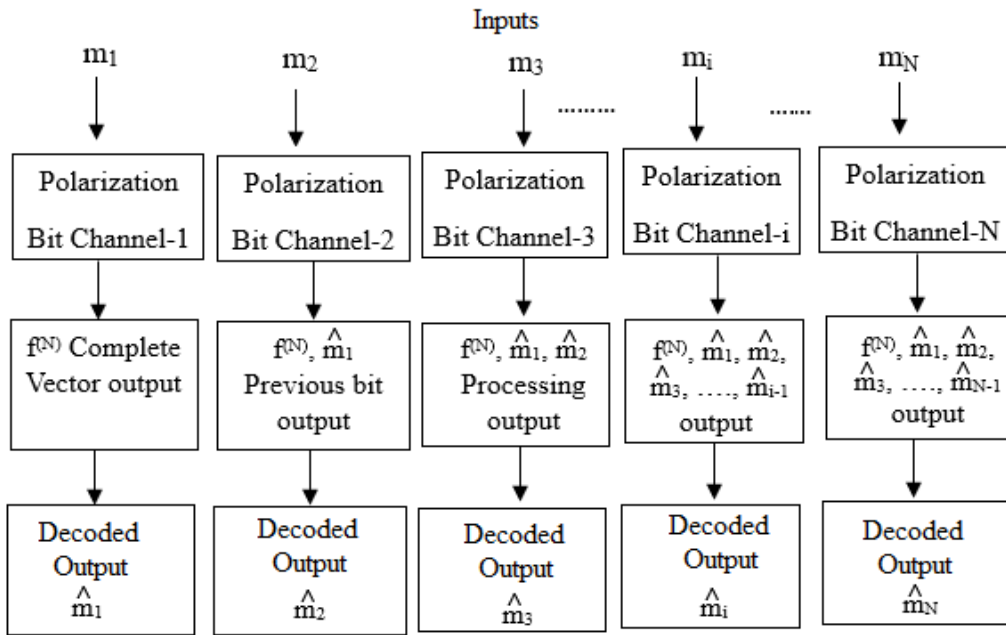 Inputs
m₁ m₂ m₃ mᵢ m_N
......... .......
Polarization
Bit Channel-1
Polarization
Bit Channel-2
Polarization
Bit Channel-3
Polarization
Bit Channel-i
Polarization
Bit Channel-N
f⁽ᴺ⁾ Complete
Vector output
f⁽ᴺ⁾, m̂₁
Previous bit
output
f⁽ᴺ⁾, m̂₁, m̂₂
Processing
output
f⁽ᴺ⁾, m̂₁, m̂₂,
m̂₃, ...., m̂ᵢ₋₁
output
f⁽ᴺ⁾, m̂₁, m̂₂,
m̂₃, ...., m̂_N-1
output
Decoded
Output
m̂₁
Decoded
Output
m̂₂
Decoded
Output
m̂₃
Decoded
Output
m̂ᵢ
Decoded
Output
m̂_N